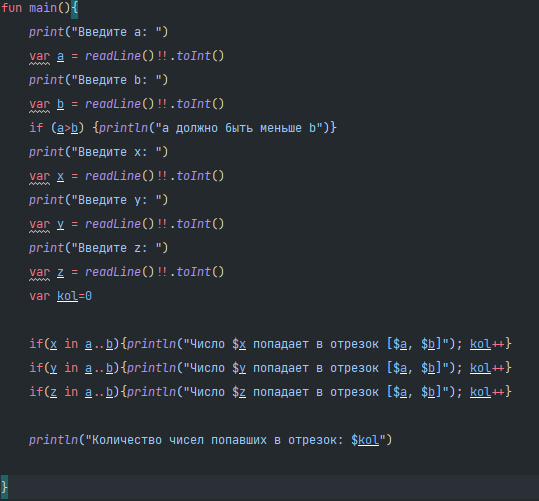 fun main(){
    print("Введите a: ")
    var a = readLine()!!.toInt()
    print("Введите b: ")
    var b = readLine()!!.toInt()
    if (a>b) {println("a должно быть меньше b")}
    print("Введите x: ")
    var x = readLine()!!.toInt()
    print("Введите y: ")
    var y = readLine()!!.toInt()
    print("Введите z: ")
    var z = readLine()!!.toInt()
    var kol=0
    if(x in a..b){println("Число $x попадает в отрезок [$a, $b]"); kol++}
    if(y in a..b){println("Число $y попадает в отрезок [$a, $b]"); kol++}
    if(z in a..b){println("Число $z попадает в отрезок [$a, $b]"); kol++}
    println("Количество чисел попавших в отрезок: $kol")
}